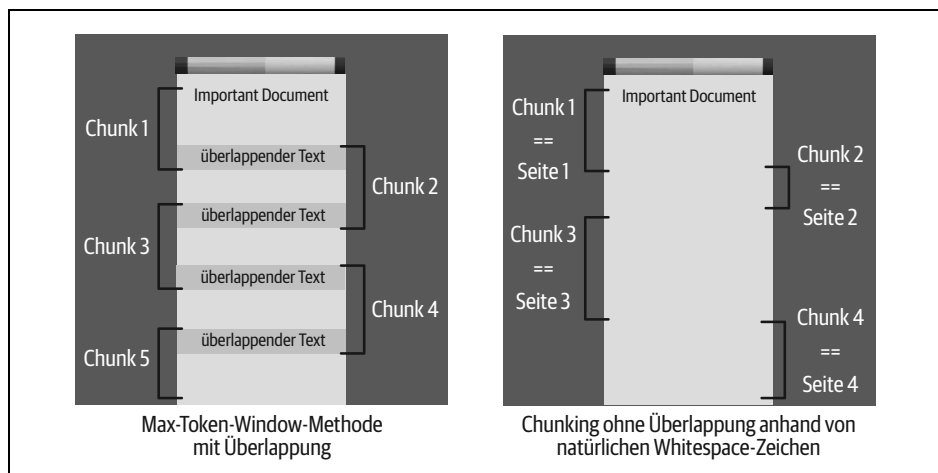 Important Document
Chunk 1
überlappender Text
Chunk 2
überlappender Text
Chunk 3
überlappender Text
Chunk 4
überlappender Text
Chunk 5
Max-Token-Window-Methode
mit Überlappung
Important Document
Chunk 1
==
Seite 1
Chunk 2
==
Seite 2
Chunk 3
==
Seite 3
Chunk 4
==
Seite 4
Chunking ohne Überlappung anhand von
natürlichen Whitespace-Zeichen